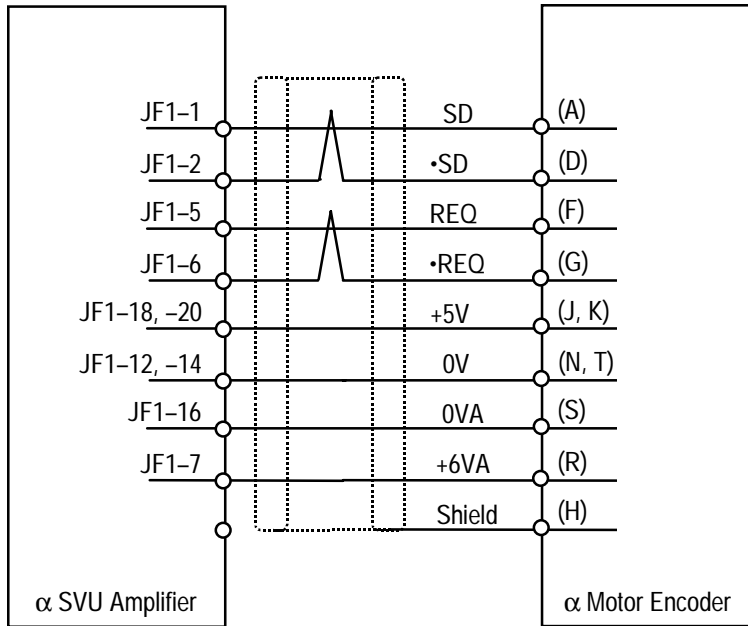 JF1–1 SD (A)
JF1–2 •SD (D)
JF1–5 REQ (F)
JF1–6 •REQ (G)
JF1–18, –20 +5V (J, K)
JF1–12, –14 0V (N, T)
JF1–16 0VA (S)
JF1–7 +6VA (R)
Shield (H)
α SVU Amplifier α Motor Encoder